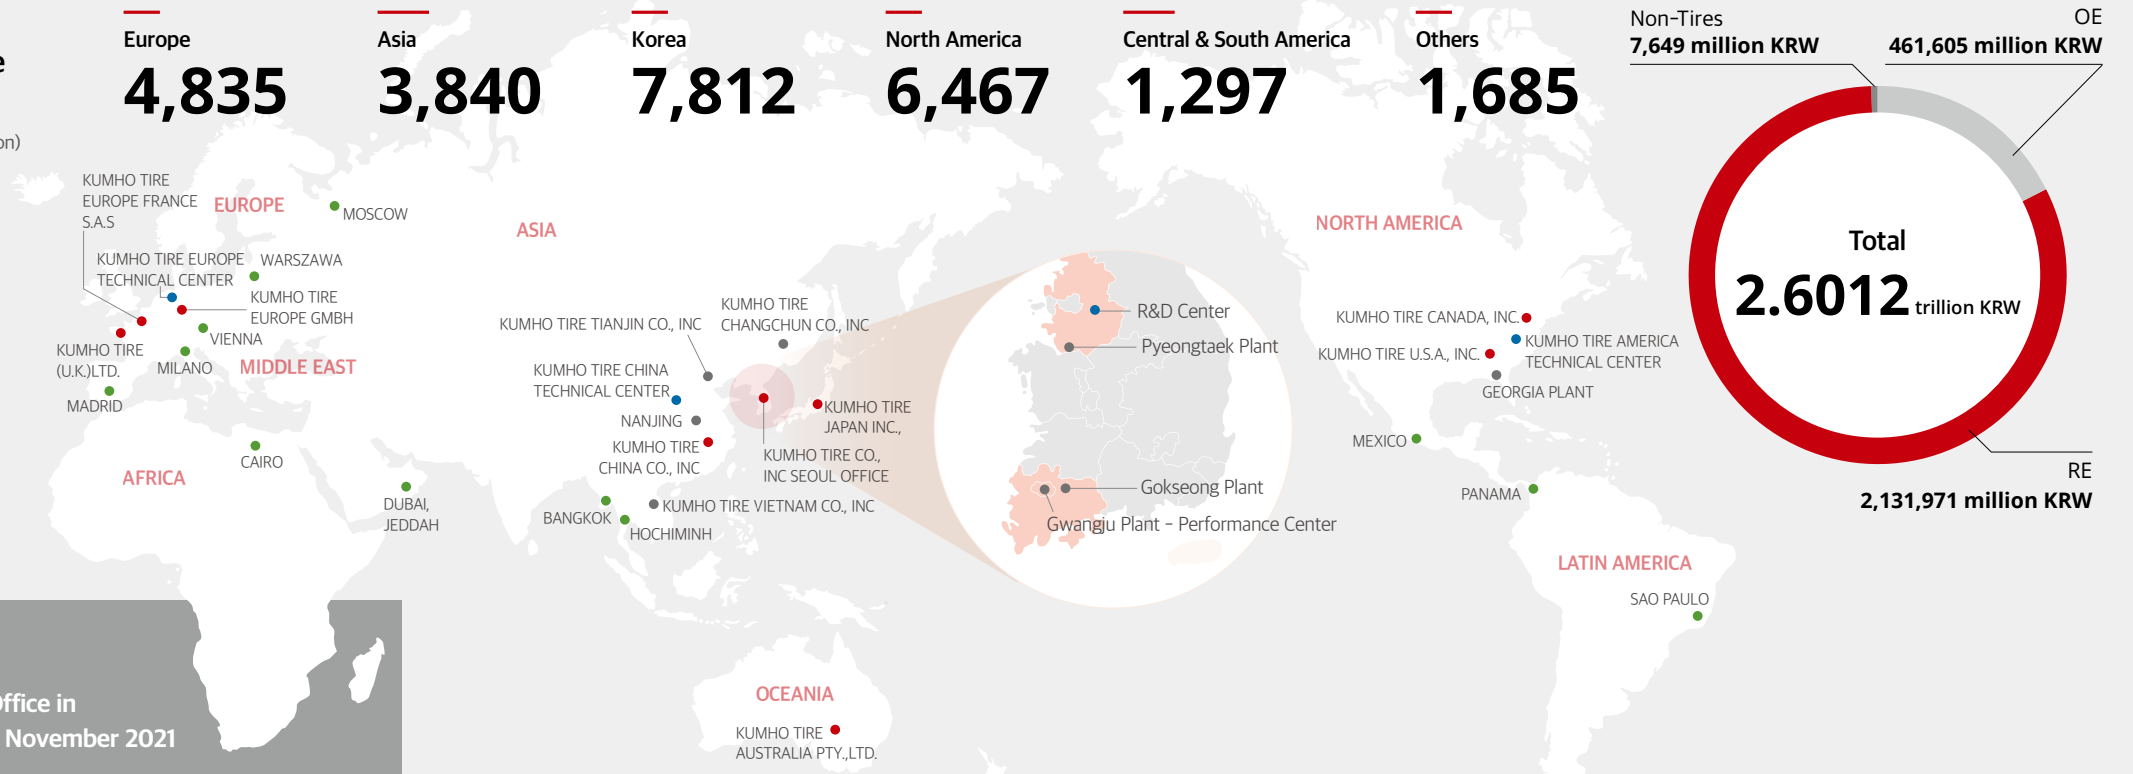 Europe
4,835
Asia
3,840
Korea
7,812
North America
6,467
Central & South America
1,297
Others
1,685
Non-Tires
7,649 million KRW
OE
461,605 million KRW
Total
2.6012 trillion KRW
RE
2,131,971 million KRW
KUMHO TIRE
EUROPE FRANCE
S.A.S
EUROPE
MOSCOW
KUMHO TIRE EUROPE
TECHNICAL CENTER
WARSZAWA
KUMHO TIRE
EUROPE GMBH
VIENNA
KUMHO TIRE
(U.K.)LTD.
MILANO
MIDDLE EAST
MADRID
CAIRO
AFRICA
DUBAI,
JEDDAH
ASIA
KUMHO TIRE
CHANGCHUN CO., INC
KUMHO TIRE TIANJIN CO., INC
KUMHO TIRE CHINA
TECHNICAL CENTER
NANJING
KUMHO TIRE
CHINA CO., INC
KUMHO TIRE
JAPAN INC.,
KUMHO TIRE CO.,
INC SEOUL OFFICE
KUMHO TIRE VIETNAM CO., INC
BANGKOK
HOCHIMINH
R&D Center
Pyeongtaek Plant
Gokseong Plant
Gwangju Plant - Performance Center
NORTH AMERICA
KUMHO TIRE CANADA, INC.
KUMHO TIRE AMERICA
TECHNICAL CENTER
KUMHO TIRE U.S.A., INC.
GEORGIA PLANT
MEXICO
PANAMA
LATIN AMERICA
SAO PAULO
OCEANIA
KUMHO TIRE
AUSTRALIA PTY.,LTD.
in
November 2021